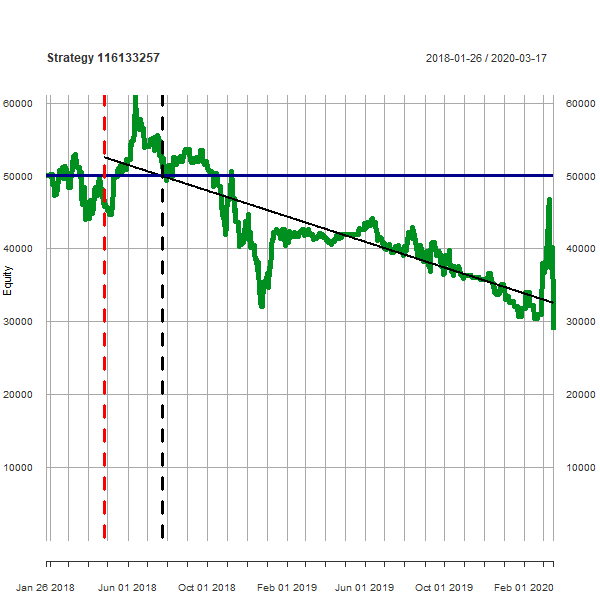 Strategy 116133257
2018-01-26 / 2020-03-17
60000
60000
50000
50000
40000
40000
30000
30000
20000
20000
10000
10000
Equity
Jan 26 2018
Jun 01 2018
Oct 01 2018
Feb 01 2019
Jun 01 2019
Oct 01 2019
Feb 01 2020